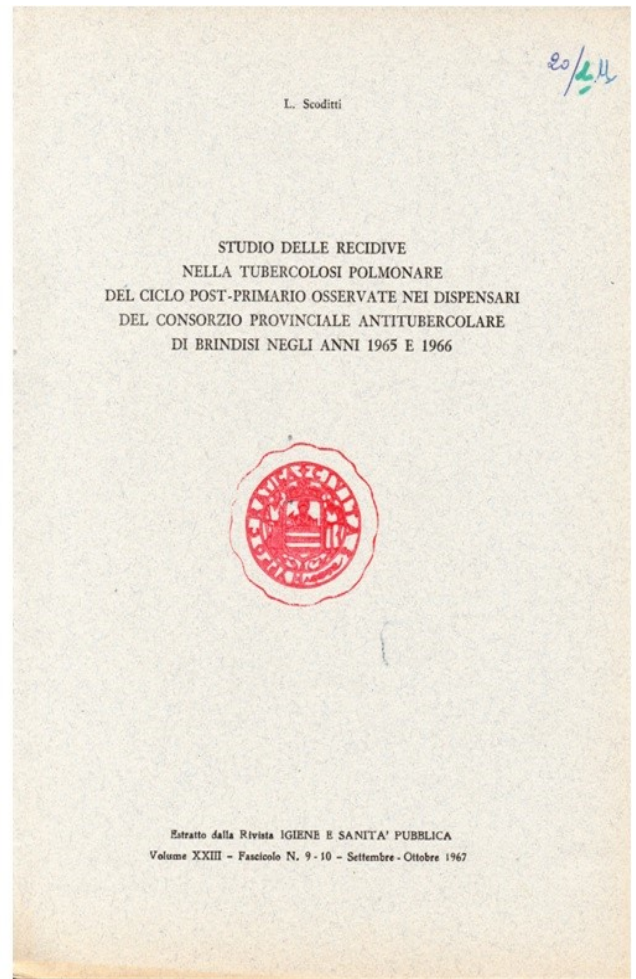 20/
L. Scoditti
STUDIO DELLE RECIDIVE
NELLA TUBERCOLOSI POLMONARE
DEL CICLO POST-PRIMARIO OSSERVATE NEI DISPENSARI
DEL CONSORZIO PROVINCIALE ANTITUBERCOLARE
DI BRINDISI NEGLI ANNI 1965 E 1966
Estratto dalla Rivista IGIENE E SANITA' PUBBLICA
Volume XXIII - Fascicolo N. 9-10 - Settembre-Ottobre 1967